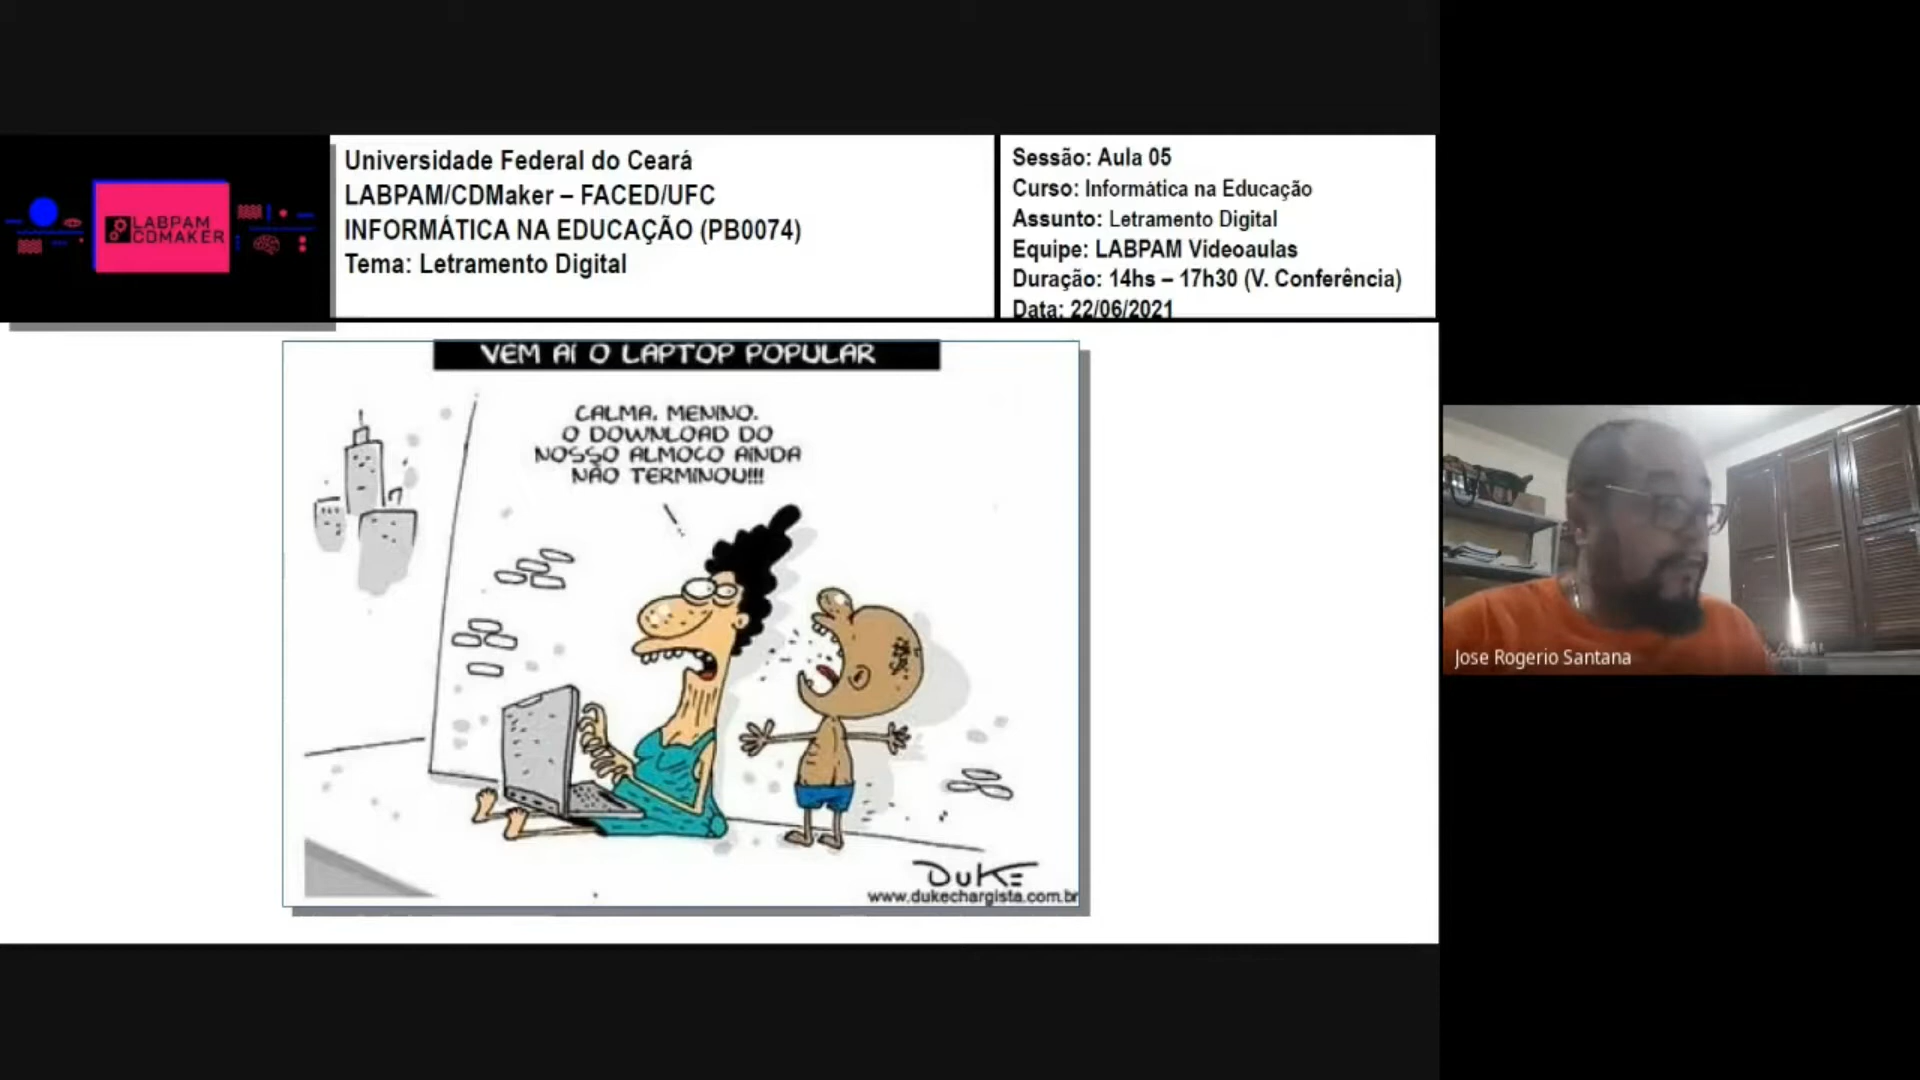 LABPAM
CDMAKER
Universidade Federal do Ceará
LABPAM/CDMaker – FACED/UFC
INFORMÁTICA NA EDUCAÇÃO (PB0074)
Tema: Letramento Digital
Sessão: Aula 05
Curso: Informática na Educação
Assunto: Letramento Digital
Equipe: LABPAM Videoaulas
Duração: 14hs – 17h30 (V. Conferência)
Data: 22/06/2021
VEM AÍ O LAPTOP POPULAR
CALMA, MENINO.
O DOWNLOAD DO
NOSSO ALMOÇO AINDA
NÃO TERMINOU!!!
DUKE
www.dukechargista.com.br
Jose Rogerio Santana